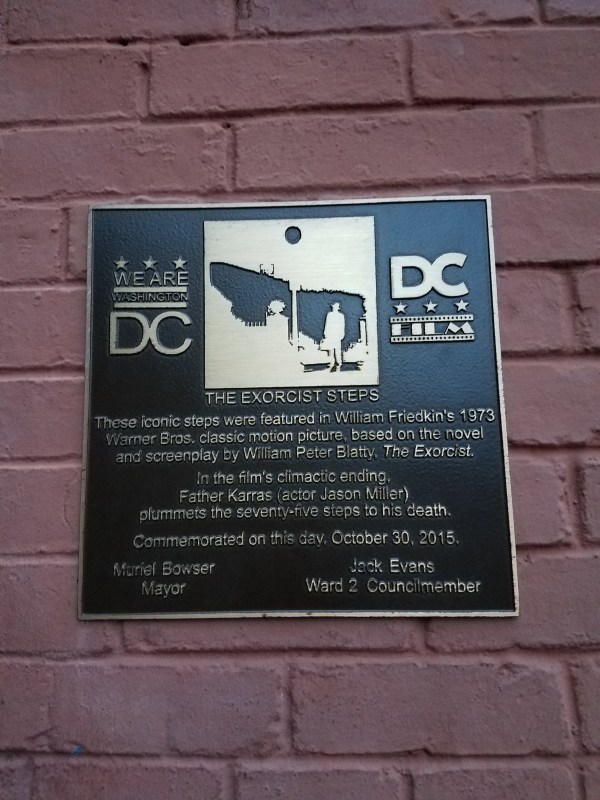 WE ARE
WASHINGTON
DC
DC
FILM
THE EXORCIST STEPS
These iconic steps were featured in William Friedkin's 1973
Warner Bros. classic motion picture, based on the novel
and screenplay by William Peter Blatty, The Exorcist.
In the film's climactic ending,
Father Karras (actor Jason Miller)
plummets the seventy-five steps to his death.
Commemorated on this day, October 30, 2015.
Muriel Bowser
Mayor
Jack Evans
Ward 2 Councilmember